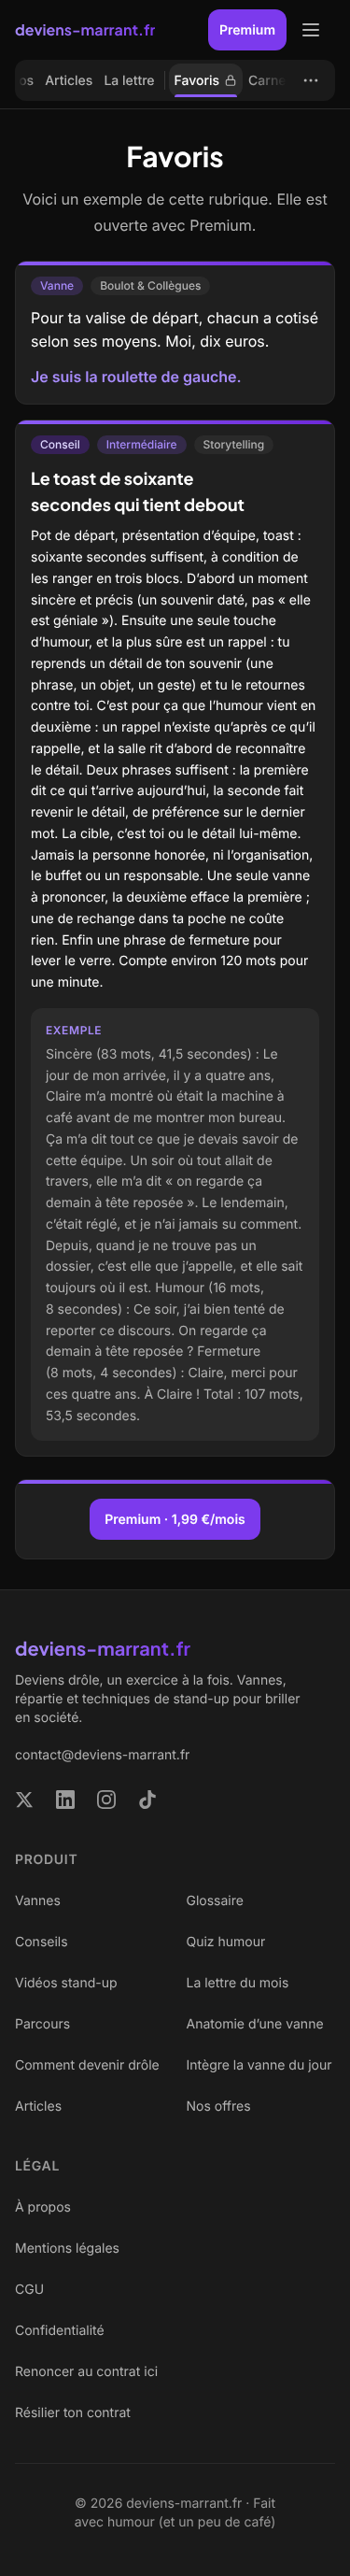 deviens-marrant.fr
Premium
os Articles La lettre Favoris Carne
Favoris
Voici un exemple de cette rubrique. Elle est
ouverte avec Premium.
Vanne Boulot & Collègues
Pour ta valise de départ, chacun a cotisé
selon ses moyens. Moi, dix euros.
Je suis la roulette de gauche.
Conseil Intermédiaire Storytelling
Le toast de soixante
secondes qui tient debout
Pot de départ, présentation d’équipe, toast :
soixante secondes suffisent, à condition de
les ranger en trois blocs. D’abord un moment
sincère et précis (un souvenir daté, pas « elle
est géniale »). Ensuite une seule touche
d’humour, et la plus sûre est un rappel : tu
reprends un détail de ton souvenir (une
phrase, un objet, un geste) et tu le retournes
contre toi. C’est pour ça que l’humour vient en
deuxième : un rappel n’existe qu’après ce qu’il
rappelle, et la salle rit d’abord de reconnaître
le détail. Deux phrases suffisent : la première
dit ce qui t’arrive aujourd’hui, la seconde fait
revenir le détail, de préférence sur le dernier
mot. La cible, c’est toi ou le détail lui-même.
Jamais la personne honorée, ni l’organisation,
le buffet ou un responsable. Une seule vanne
à prononcer, la deuxième efface la première ;
une de rechange dans ta poche ne coûte
rien. Enfin une phrase de fermeture pour
lever le verre. Compte environ 120 mots pour
une minute.
EXEMPLE
Sincère (83 mots, 41,5 secondes) : Le
jour de mon arrivée, il y a quatre ans,
Claire m’a montré où était la machine à
café avant de me montrer mon bureau.
Ça m’a dit tout ce que je devais savoir de
cette équipe. Un soir où tout allait de
travers, elle m’a dit « on regarde ça
demain à tête reposée ». Le lendemain,
c’était réglé, et je n’ai jamais su comment.
Depuis, quand je ne trouve pas un
dossier, c’est elle que j’appelle, et elle sait
toujours où il est. Humour (16 mots,
8 secondes) : Ce soir, j’ai bien tenté de
reporter ce discours. On regarde ça
demain à tête reposée ? Fermeture
(8 mots, 4 secondes) : Claire, merci pour
ces quatre ans. À Claire ! Total : 107 mots,
53,5 secondes.
Premium · 1,99 €/mois
deviens-marrant.fr
Deviens drôle, un exercice à la fois. Vannes,
répartie et techniques de stand-up pour briller
en société.
contact@deviens-marrant.fr
PRODUIT
Vannes Glossaire
Conseils Quiz humour
Vidéos stand-up La lettre du mois
Parcours Anatomie d’une vanne
Comment devenir drôle Intègre la vanne du jour
Articles Nos offres
LÉGAL
À propos
Mentions légales
CGU
Confidentialité
Renoncer au contrat ici
Résilier ton contrat
© 2026 deviens-marrant.fr · Fait
avec humour (et un peu de café)